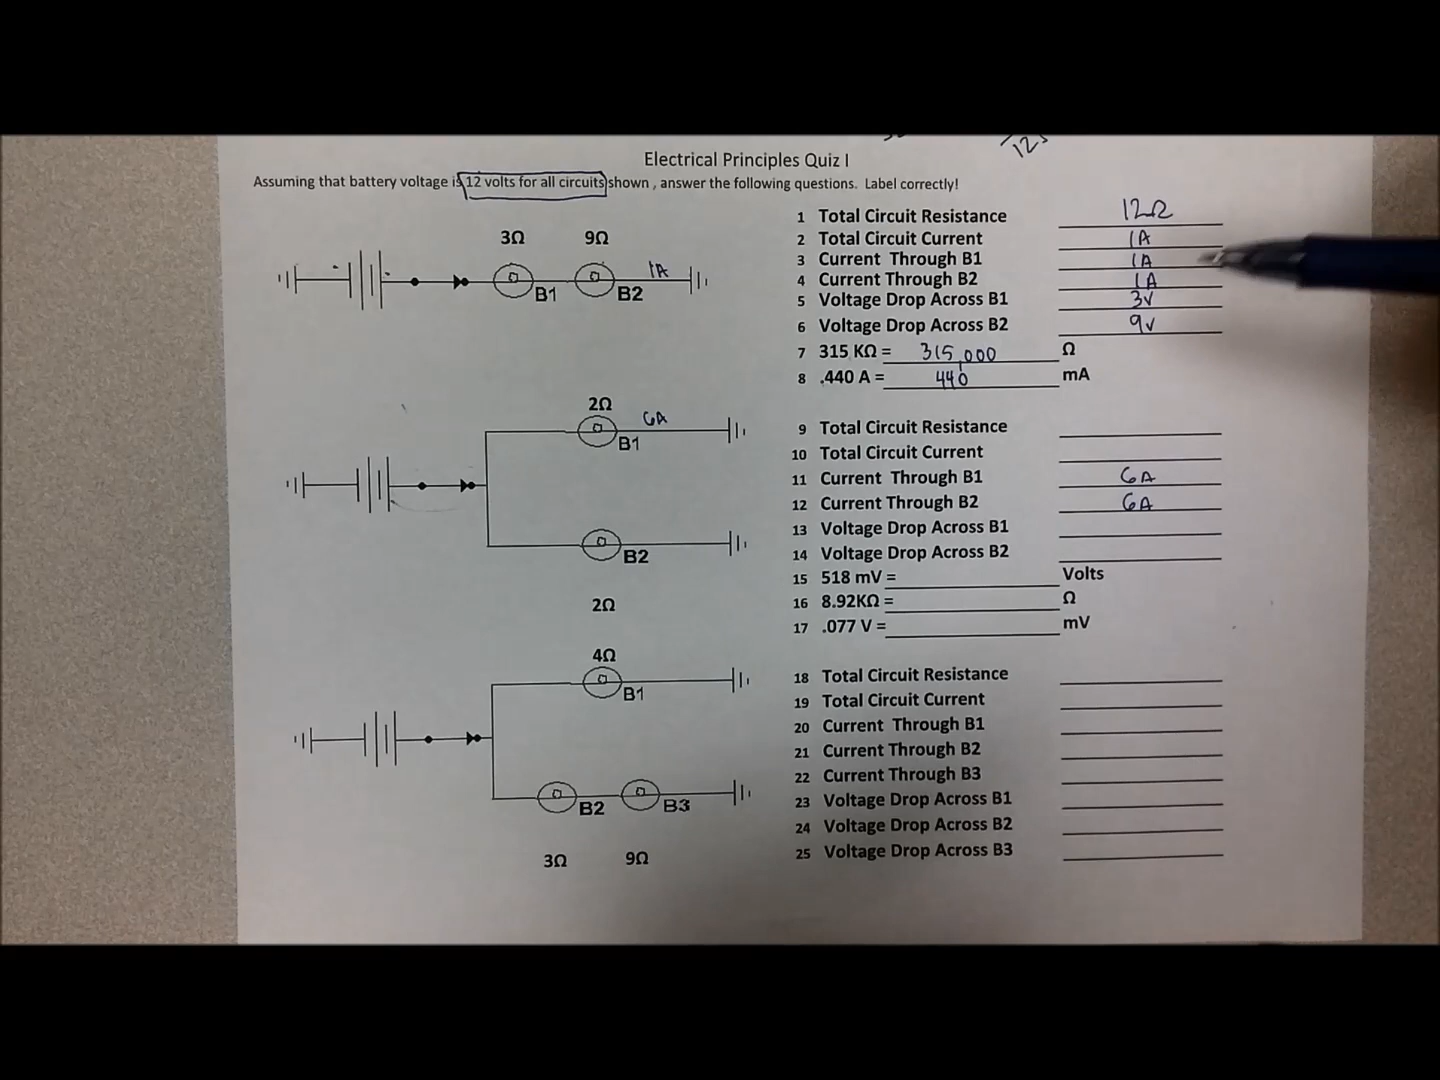 125
Electrical Principles Quiz I
Assuming that battery voltage is 12 volts for all circuits shown , answer the following questions.  Label correctly!
3Ω 9Ω
B1 B2 1A
1 Total Circuit Resistance 12Ω
2 Total Circuit Current 1A
3 Current Through B1 1A
4 Current Through B2 1A
5 Voltage Drop Across B1 3v
6 Voltage Drop Across B2 9v
7 315 KΩ = 315,000 Ω
8 .440 A = 440 mA
2Ω
B1 6A
B2
2Ω
9 Total Circuit Resistance
10 Total Circuit Current
11 Current Through B1 6A
12 Current Through B2 6A
13 Voltage Drop Across B1
14 Voltage Drop Across B2
15 518 mV = Volts
16 8.92KΩ = Ω
17 .077 V = mV
4Ω
B1
B2 B3
3Ω 9Ω
18 Total Circuit Resistance
19 Total Circuit Current
20 Current Through B1
21 Current Through B2
22 Current Through B3
23 Voltage Drop Across B1
24 Voltage Drop Across B2
25 Voltage Drop Across B3